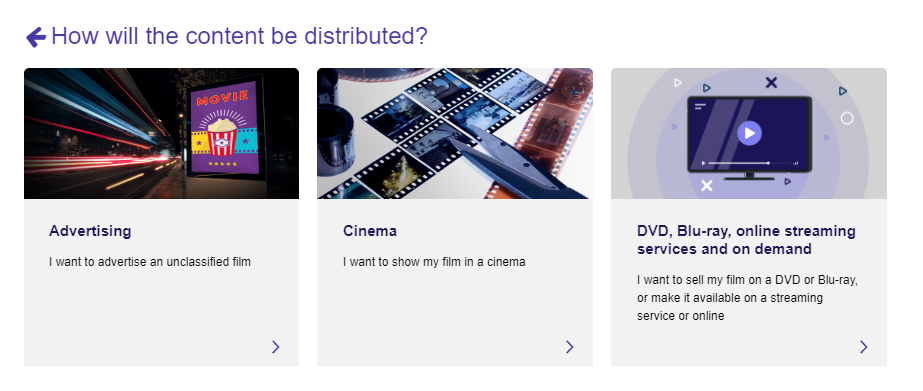 How will the content be distributed?
MOVIE
Advertising
I want to advertise an unclassified film
Cinema
I want to show my film in a cinema
DVD, Blu-ray, online streaming
services and on demand
I want to sell my film on a DVD or Blu-ray,
or make it available on a streaming
service or online